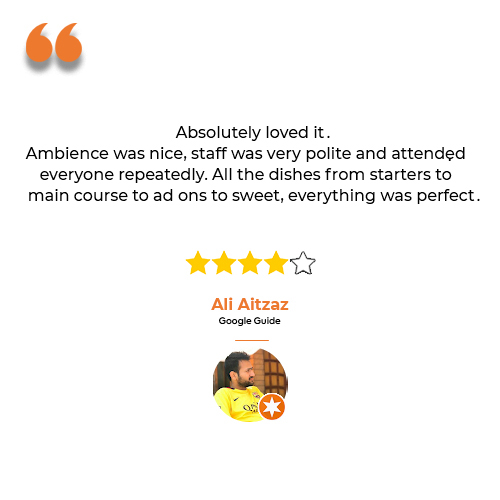 Absolutely loved it.
Ambience was nice, staff was very polite and attended
everyone repeatedly. All the dishes from starters to
main course to ad ons to sweet, everything was perfect.
Ali Aitzaz
Google Guide